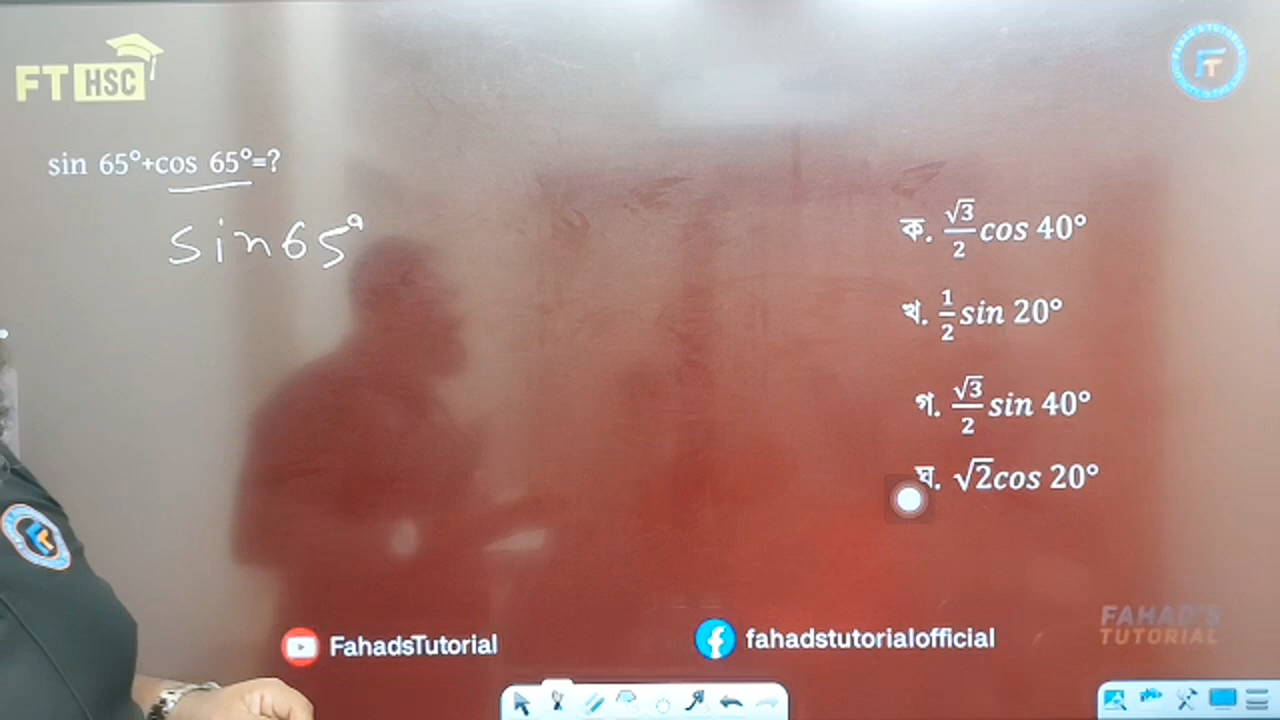 FT HSC
sin 65°+cos 65°=?
sin65°
ক. √3/2 cos 40°
খ. 1/2 sin 20°
গ. √3/2 sin 40°
ঘ. √2cos 20°
FahadsTutorial
fahadstutorialofficial
FAHAD'S
TUTORIAL